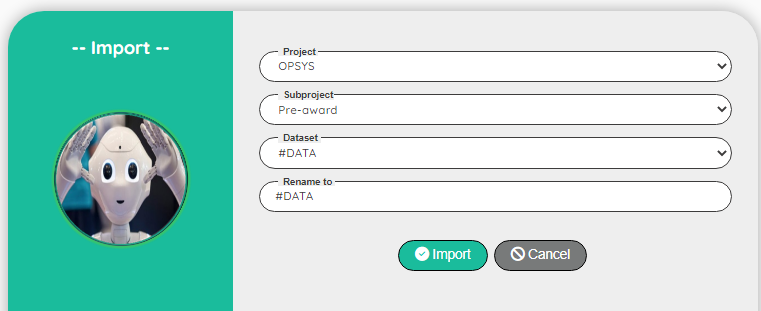 -- Import --
Project
OPSYS
Subproject
Pre-award
Dataset
#DATA
Rename to
#DATA
Import
Cancel